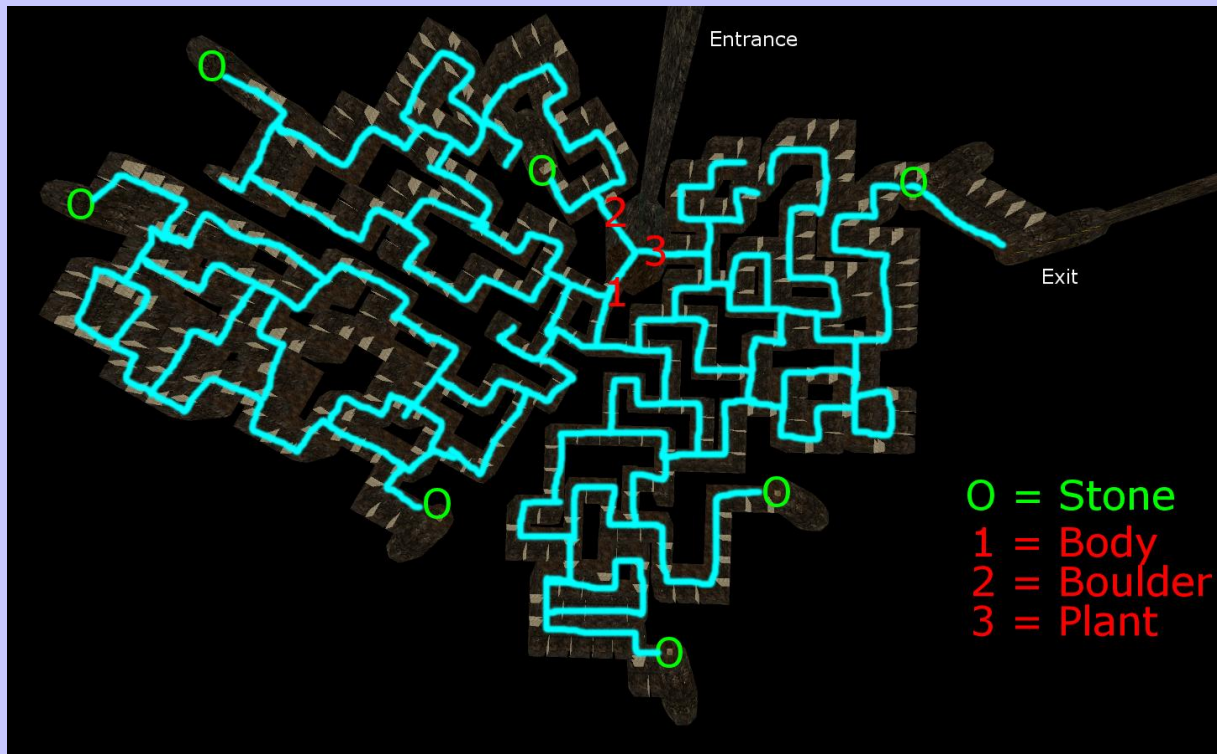 Entrance
O
O
O
2
O
O
3
Exit
1
O
O
O
O = Stone
1 = Body
2 = Boulder
3 = Plant